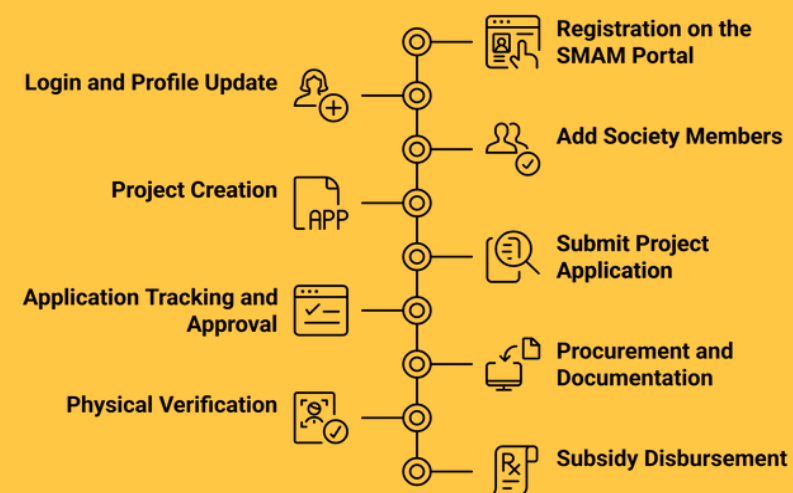 Registration on the
SMAM Portal
Login and Profile Update
Add Society Members
Project Creation
APP
Submit Project
Application
Application Tracking and
Approval
Procurement and
Documentation
Physical Verification
Subsidy Disbursement
Rx